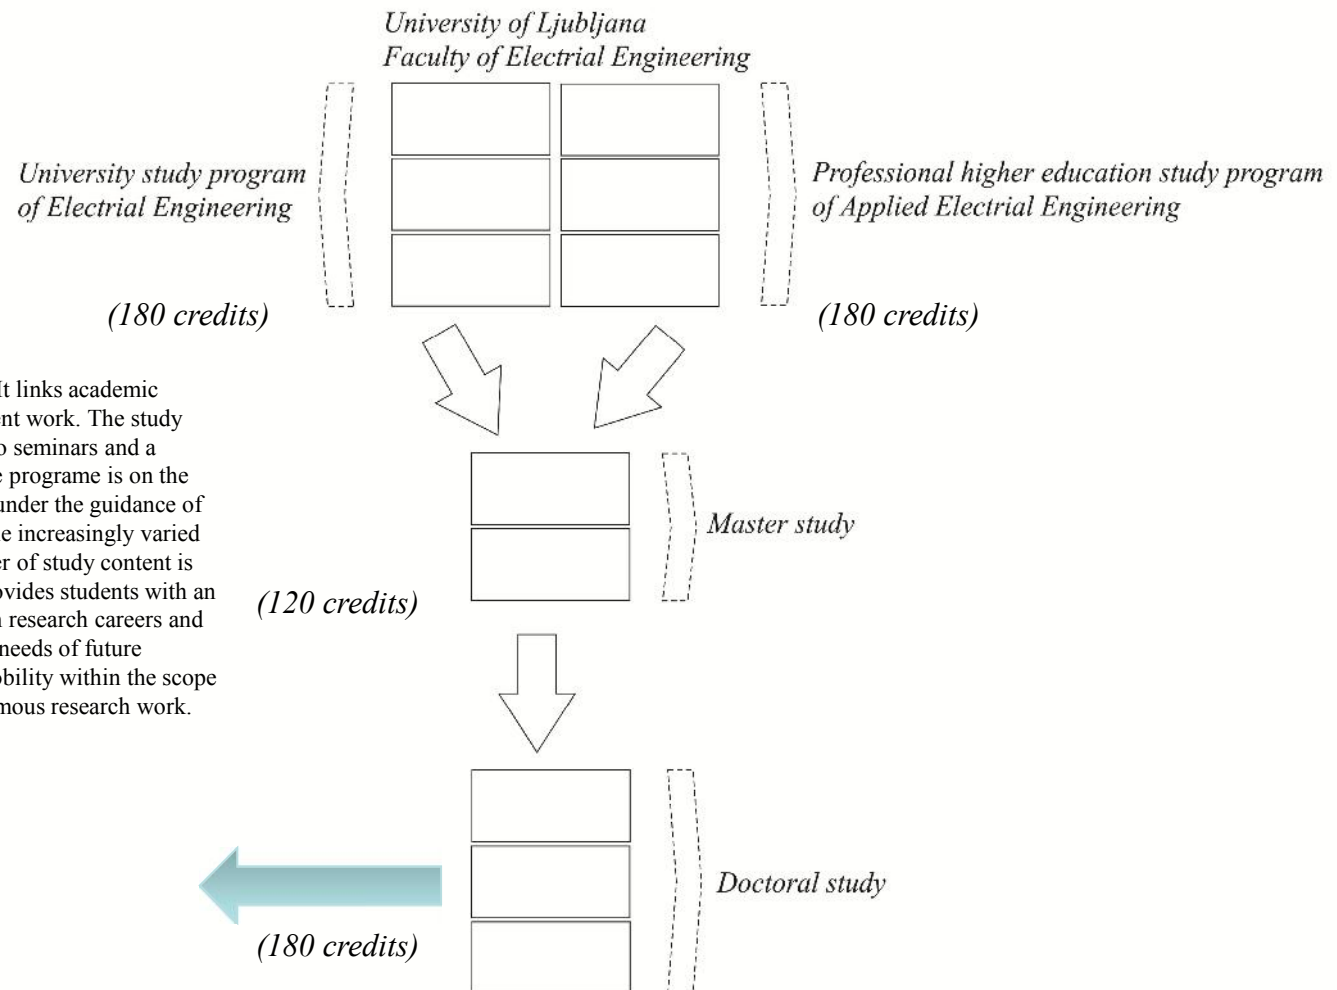 University of Ljubljana
Faculty of Electrial Engineering
University study program
of Electrial Engineering
Professional higher education study program
of Applied Electrial Engineering
(180 credits)
(180 credits)
It links academic
ent work. The study
o seminars and a
e programe is on the
under the guidance of
e increasingly varied
er of study content is
ovides students with an
n research careers and
needs of future
obility within the scope
mous research work.
Master study
(120 credits)
Doctoral study
(180 credits)